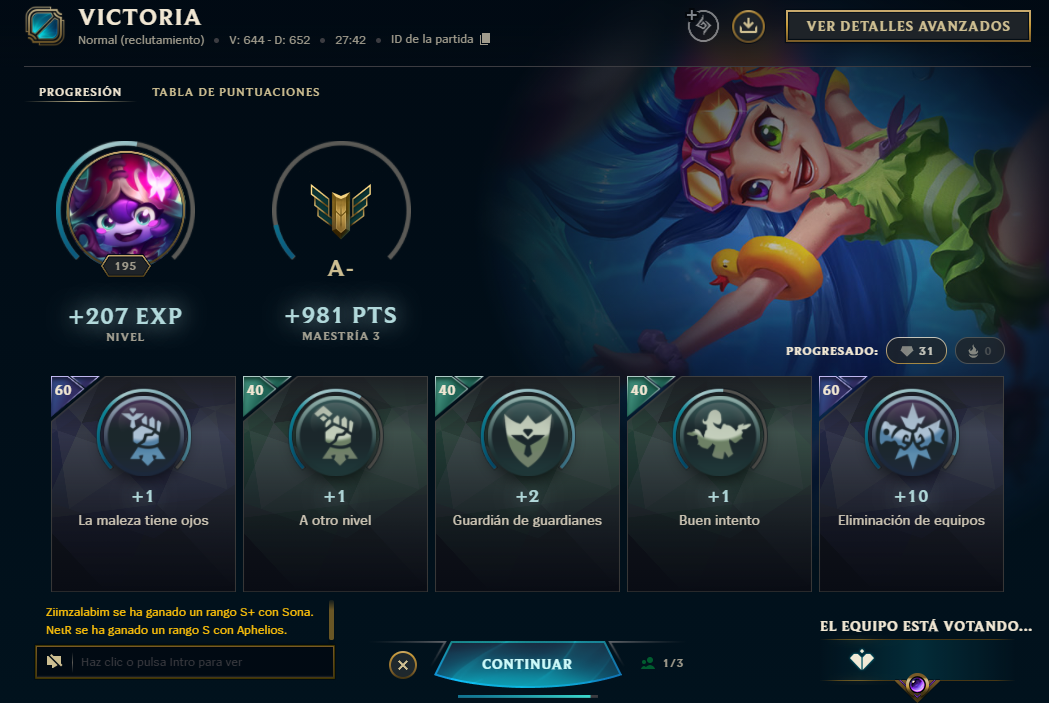 VICTORIA
Normal (reclutamiento) • V: 644 - D: 652 • 27:42 • ID de la partida
VER DETALLES AVANZADOS
PROGRESIÓN
TABLA DE PUNTUACIONES
195
A-
+207 EXP
NIVEL
+981 PTS
MAESTRÍA 3
PROGRESADO: 31 0
60
+1
La maleza tiene ojos
40
+1
A otro nivel
40
+2
Guardián de guardianes
40
+1
Buen intento
60
+10
Eliminación de equipos
Ziimzalabim se ha ganado un rango S+ con Sona.
NeιR se ha ganado un rango S con Aphelios.
Haz clic o pulsa Intro para ver
CONTINUAR
1/3
EL EQUIPO ESTÁ VOTANDO...